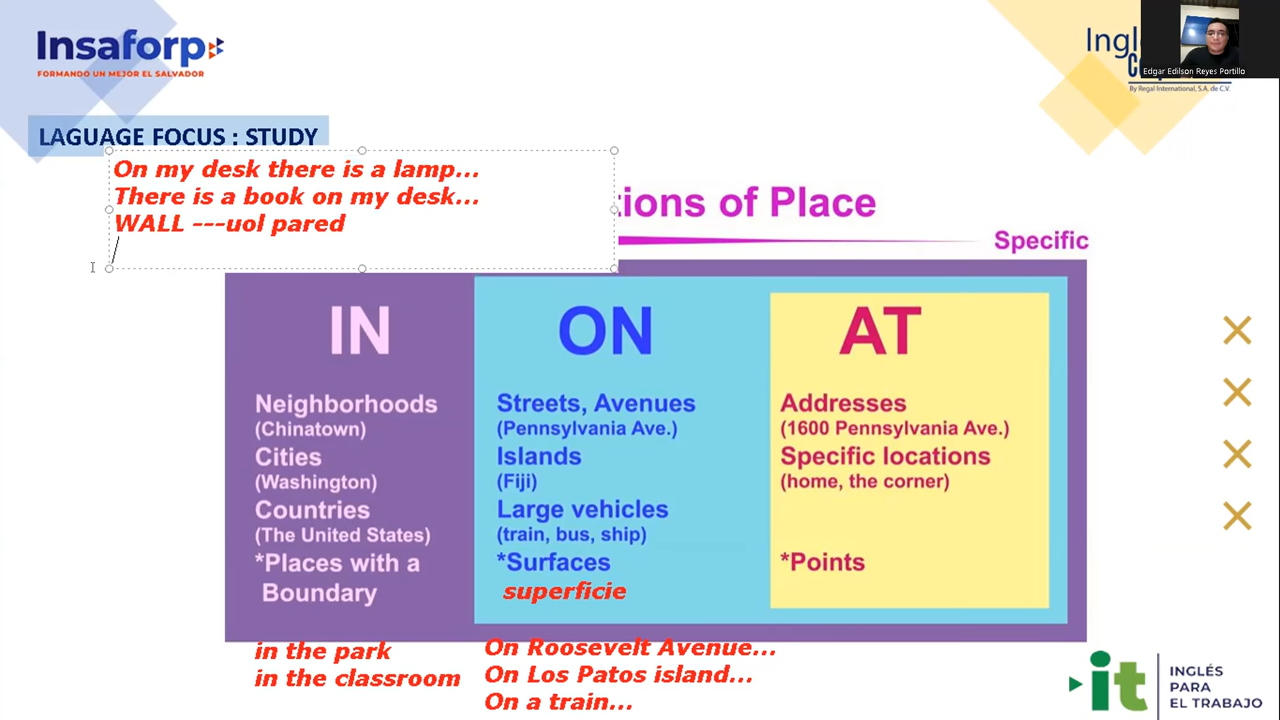 Insaforp
FORMANDO UN MEJOR EL SALVADOR
Edgar Edilson Reyes Portillo
By Regal International, S.A. de C.V.
LAGUAGE FOCUS : STUDY
On my desk there is a lamp...
There is a book on my desk...
WALL ---uol pared
tions of Place
Specific
IN
Neighborhoods
(Chinatown)
Cities
(Washington)
Countries
(The United States)
*Places with a
Boundary
in the park
in the classroom
ON
Streets, Avenues
(Pennsylvania Ave.)
Islands
(Fiji)
Large vehicles
(train, bus, ship)
*Surfaces
superficie
On Roosevelt Avenue...
On Los Patos island...
On a train...
AT
Addresses
(1600 Pennsylvania Ave.)
Specific locations
(home, the corner)
*Points
it
INGLÉS
PARA
EL TRABAJO